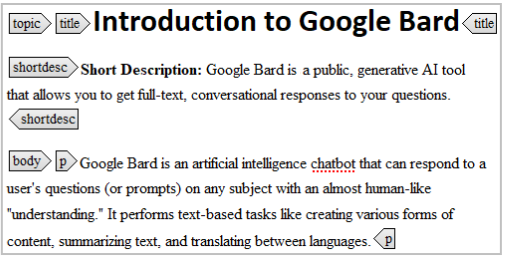 topic title Introduction to Google Bard title
shortdesc Short Description: Google Bard is a public, generative AI tool
that allows you to get full-text, conversational responses to your questions.
shortdesc
body p Google Bard is an artificial intelligence chatbot that can respond to a
user's questions (or prompts) on any subject with an almost human-like
"understanding." It performs text-based tasks like creating various forms of
content, summarizing text, and translating between languages. p